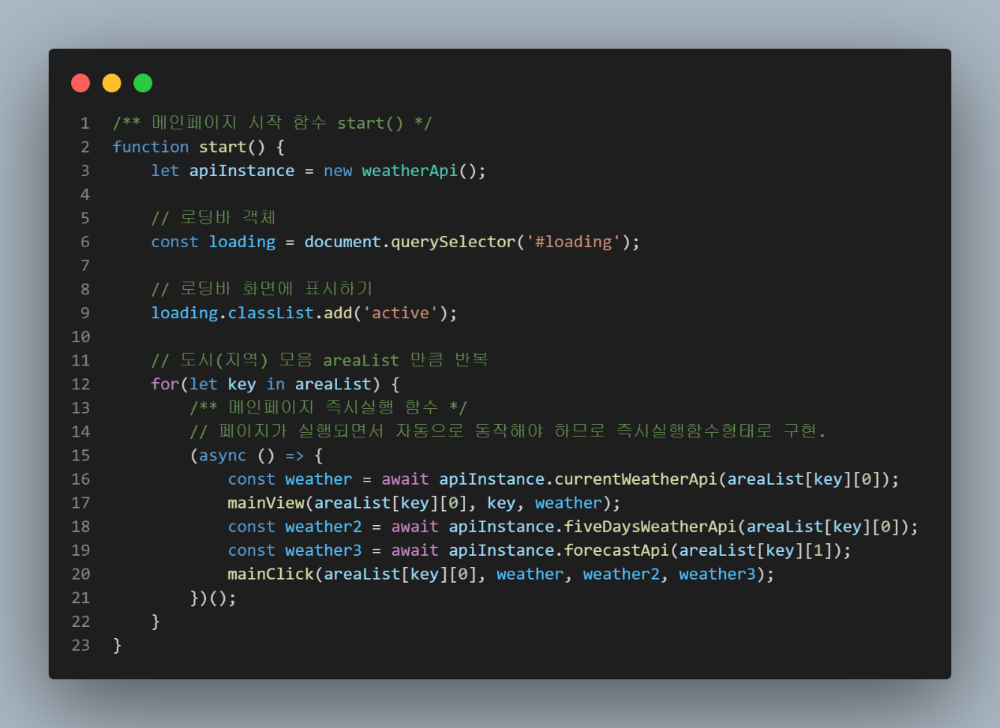 1 /** 메인페이지 시작 함수 start() */
2 function start() {
3     let apiInstance = new weatherApi();
4
5     // 로딩바 객체
6     const loading = document.querySelector('#loading');
7
8     // 로딩바 화면에 표시하기
9     loading.classList.add('active');
10
11     // 도시(지역) 모음 areaList 만큼 반복
12     for(let key in areaList) {
13         /** 메인페이지 즉시실행 함수 */
14         // 페이지가 실행되면서 자동으로 동작해야 하므로 즉시실행함수형태로 구현.
15         (async () => {
16             const weather = await apiInstance.currentWeatherApi(areaList[key][0]);
17             mainView(areaList[key][0], key, weather);
18             const weather2 = await apiInstance.fiveDaysWeatherApi(areaList[key][0]);
19             const weather3 = await apiInstance.forecastApi(areaList[key][1]);
20             mainClick(areaList[key][0], weather, weather2, weather3);
21         })();
22     }
23 }